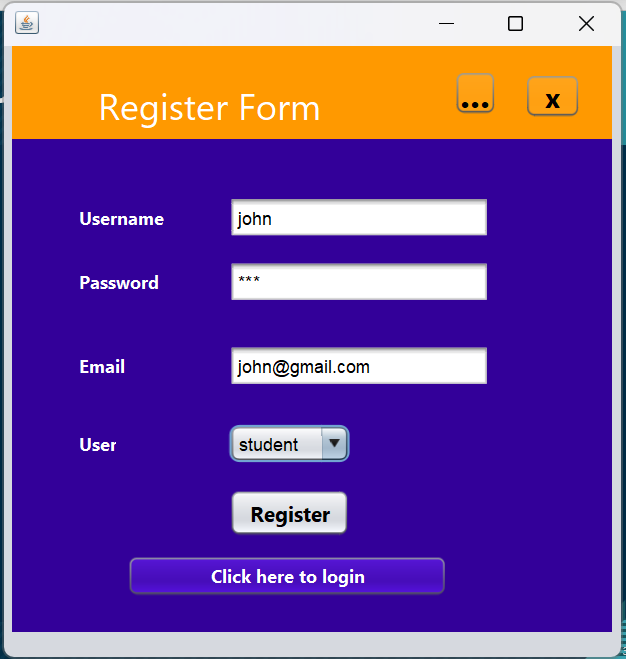 Register Form
...
x
Username
john
Password
***
Email
john@gmail.com
User
student
Register
Click here to login